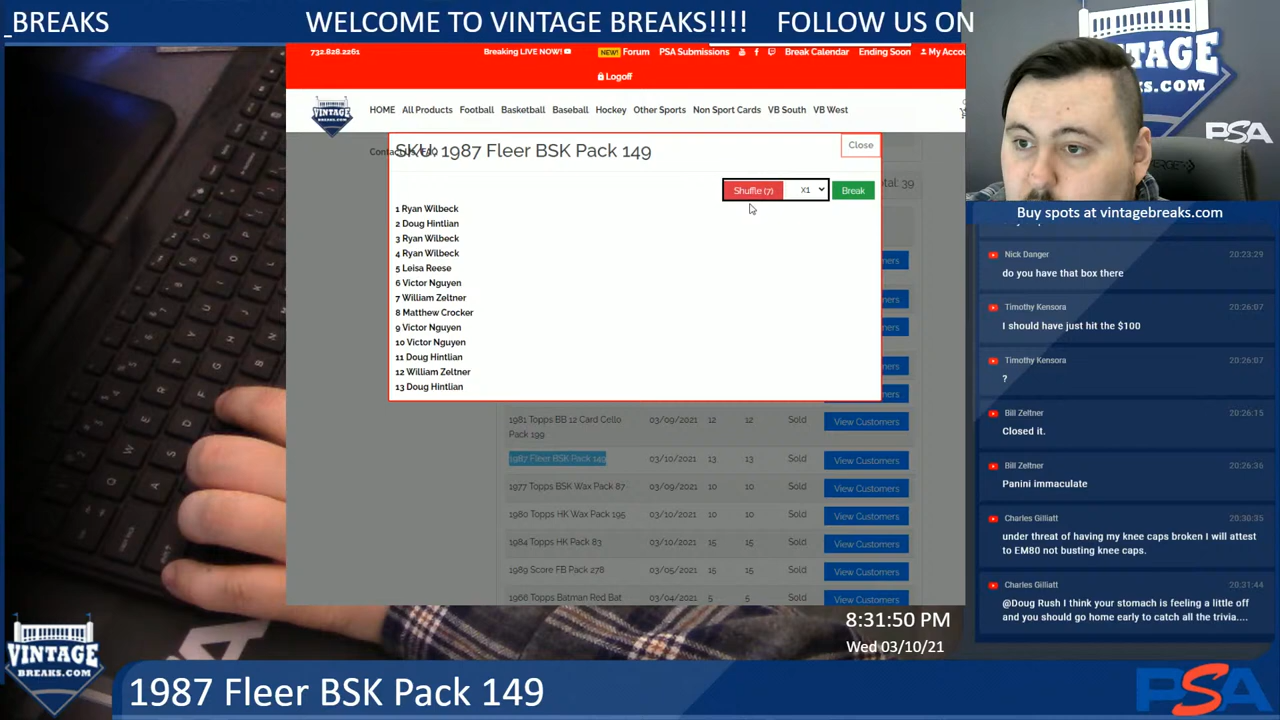 _BREAKS WELCOME TO VINTAGE BREAKS!!!! FOLLOW US ON
732.828.2261 Breaking LIVE NOW! NEW! Forum PSA Submissions Break Calendar Ending Soon My Accou
Logoff
VINTAGE BREAKS.COM
HOME All Products Football Basketball Baseball Hockey Other Sports Non Sport Cards VB South VB West
SKU: 1987 Fleer BSK Pack 149
Close
tal: 39
Shuffle (7) x1 Break
1 Ryan Wilbeck
2 Doug Hintlian
3 Ryan Wilbeck
4 Ryan Wilbeck
5 Leisa Reese
6 Victor Nguyen
7 William Zeltner
8 Matthew Crocker
9 Victor Nguyen
10 Victor Nguyen
11 Doug Hintlian
12 William Zeltner
13 Doug Hintlian
1981 Topps BB 12 Card Cello Pack 199 03/09/2021 12 12 Sold View Customers
1987 Fleer BSK Pack 149 03/10/2021 13 13 Sold View Customers
1977 Topps BSK Wax Pack 87 03/09/2021 10 10 Sold View Customers
1980 Topps HK Wax Pack 195 03/10/2021 10 10 Sold View Customers
1984 Topps HK Pack 83 03/10/2021 15 15 Sold View Customers
1989 Score FB Pack 278 03/05/2021 15 15 Sold View Customers
1966 Batman Red Bat 03/04/2021 5 5 Sold View Customers
VINTAGE
PSA
Buy spots at vintagebreaks.com
Nick Danger 20:23:29
do you have that box there
Timothy Kensora 20:26:07
I should have just hit the $100
Timothy Kensora 20:26:07
?
Bill Zeltner 20:26:15
Closed it.
Bill Zeltner 20:26:36
Panini immaculate
Charles Gilliatt 20:30:35
under threat of having my knee caps broken I will attest
to EM80 not busting knee caps.
Charles Gilliatt 20:31:44
@Doug Rush I think your stomach is feeling a little off
and you should go home early to catch all the trivia....
8:31:50 PM
Wed 03/10/21
VINTAGE
BREAKS.COM
1987 Fleer BSK Pack 149
PSA